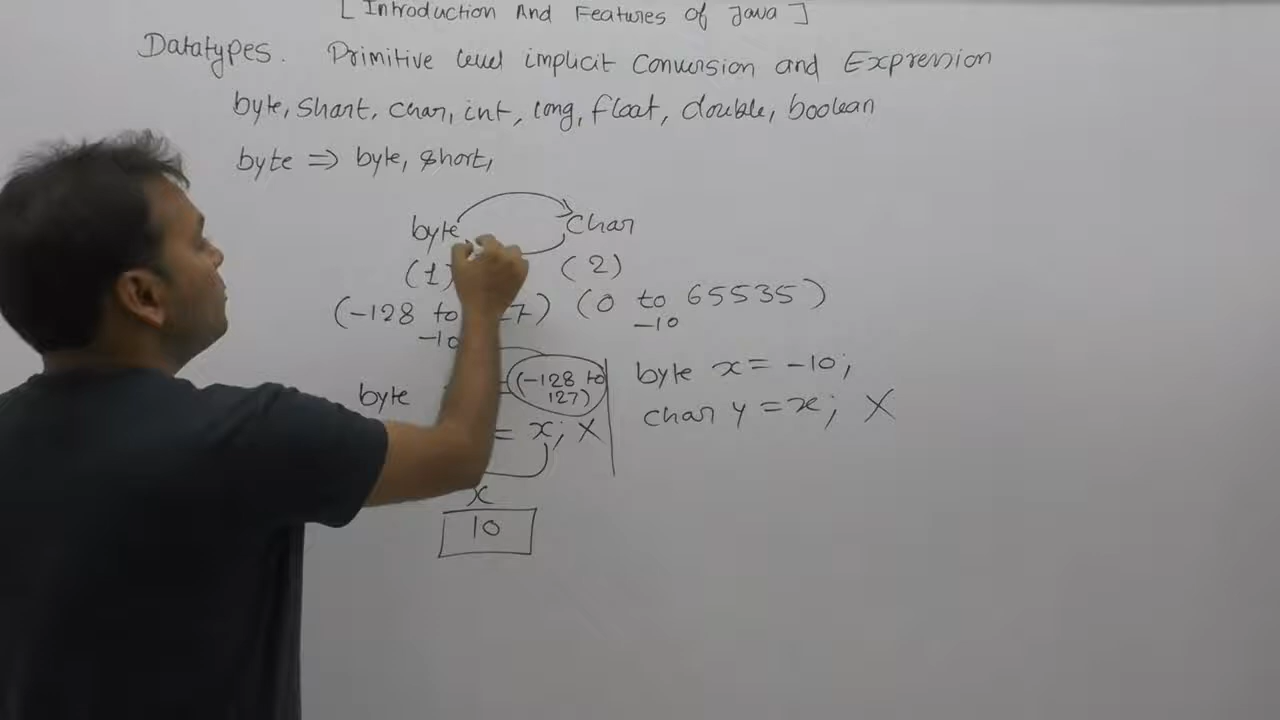 [ Introduction And Features of Java ]
Datatypes. Primitive level implicit Conversion and Expression
byte, short, char, int, long, float, double, boolean
byte => byte, short,
byte char
(1) (2)
(-128 to 7) (0 to 65535)
-10 -10
byte (-128 to 127)
= x; X
x
10
byte x = -10;
char y = x; X